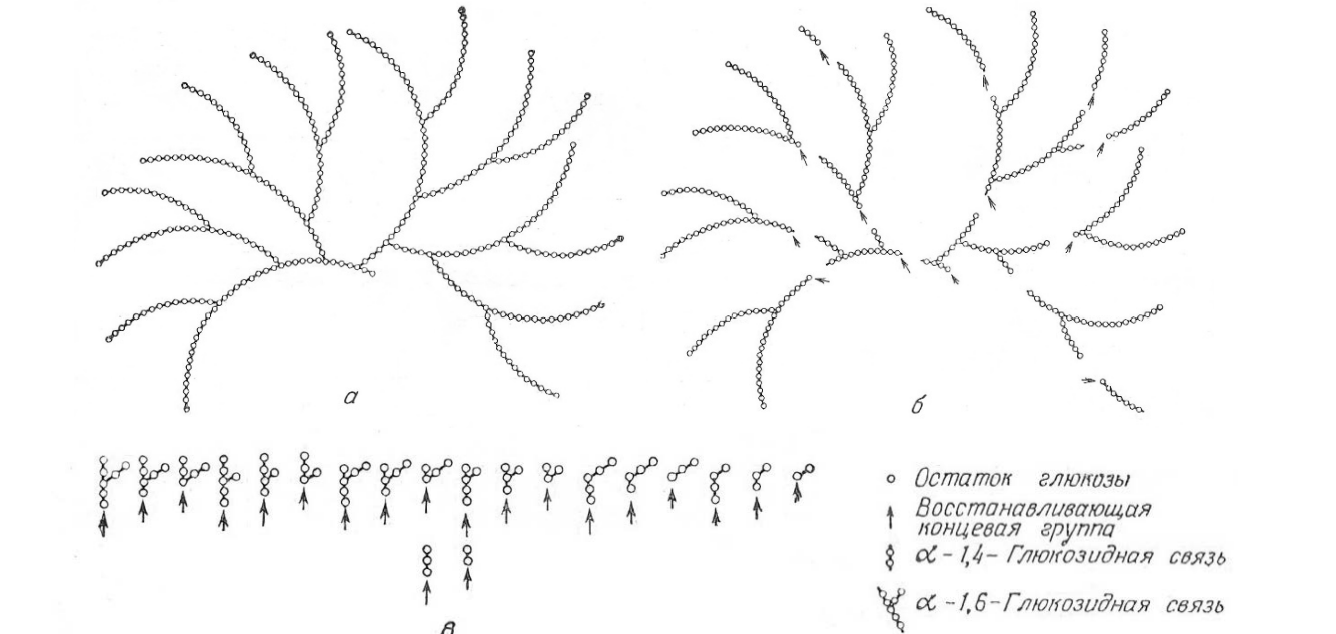 а
б
Остаток глюкозы
Восстанавливающая
концевая группа
α-1,4-Глюкозидная связь
α-1,6-Глюкозидная связь
в